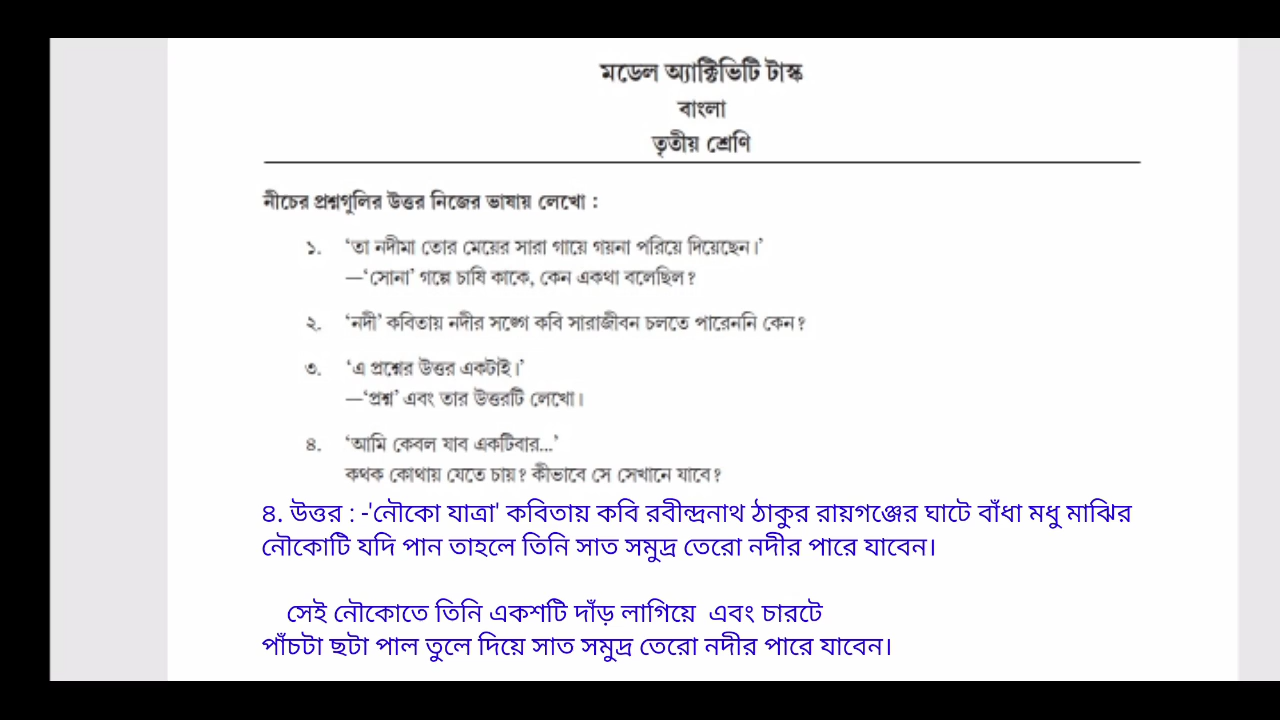 মডেল অ্যাক্টিভিটি টাস্ক
বাংলা
তৃতীয় শ্রেণি
নীচের প্রশ্নগুলির উত্তর নিজের ভাষায় লেখো :
১. ‘তা নদীমা তোর মেয়ের সারা গায়ে গয়না পরিয়ে দিয়েছেন।’
—‘সোনা’ গল্পে চাষি কাকে, কেন একথা বলেছিল?
২. ‘নদী’ কবিতায় নদীর সঙ্গে কবি সারাজীবন চলতে পারেননি কেন?
৩. ‘এ প্রশ্নের উত্তর একটাই।’
—‘প্রশ্ন’ এবং তার উত্তরটি লেখো।
৪. ‘আমি কেবল যাব একটিবার...’
কথক কোথায় যেতে চায়? কীভাবে সে সেখানে যাবে?
৪. উত্তর : -'নৌকো যাত্রা' কবিতায় কবি রবীন্দ্রনাথ ঠাকুর রায়গঞ্জের ঘাটে বাঁধা মধু মাঝির
নৌকোটি যদি পান তাহলে তিনি সাত সমুদ্র তেরো নদীর পারে যাবেন।
সেই নৌকোতে তিনি একশটি দাঁড় লাগিয়ে এবং চারটে
পাঁচটা ছটা পাল তুলে দিয়ে সাত সমুদ্র তেরো নদীর পারে যাবেন।